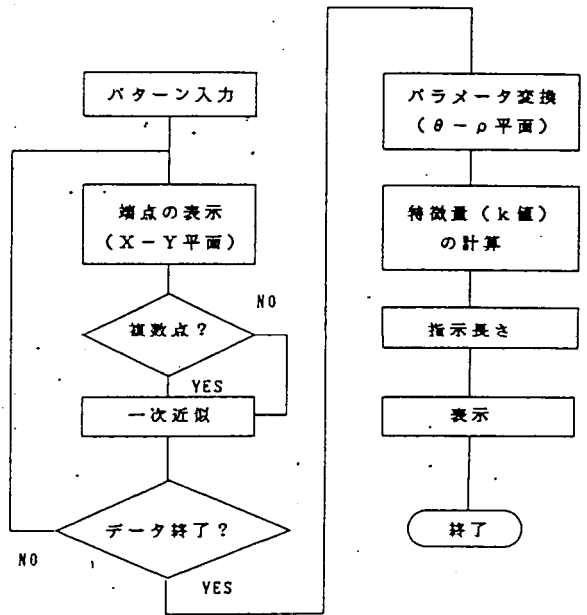 パターン入力
端点の表示
(X-Y平面)
NO
複数点?
YES
一次近似
データ終了?
NO
YES
パラメータ変換
(θ-ρ平面)
特徴量(k値)
の計算
指示長さ
表示
終了